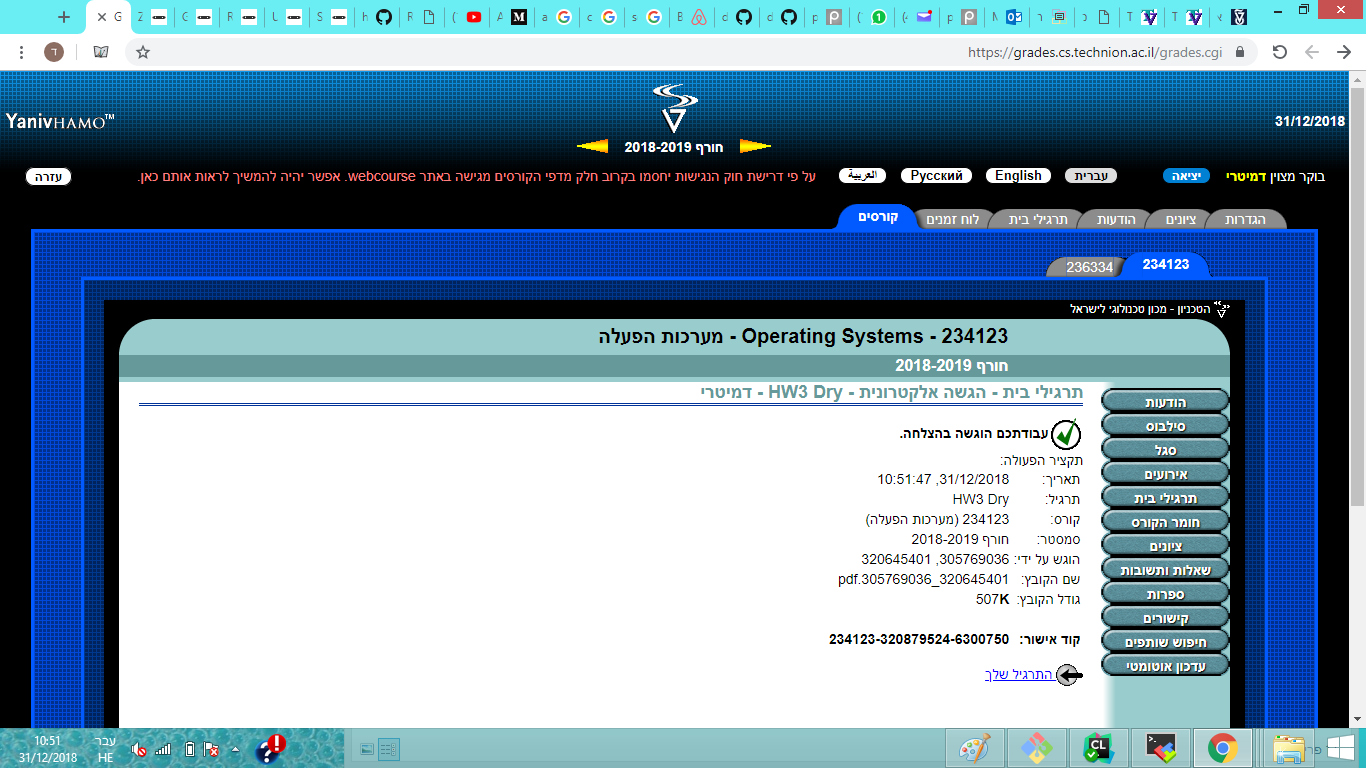 https://grades.cs.technion.ac.il/grades.cgi
YanivHAMO™
31/12/2018
חורף 2018-2019
בוקר מצוין דמיטרי
יציאה
עברית
English
Русский
العربية
על פי דרישת חוק הנגישות יחסמו בקרוב חלק מדפי הקורסים מגישה באתר webcourse. אפשר יהיה להמשיך לראות אותם כאן.
עזרה
הגדרות
ציונים
הודעות
תרגילי בית
לוח זמנים
קורסים
234123
236334
הטכניון - מכון טכנולוגי לישראל
234123 - Operating Systems - מערכות הפעלה
חורף 2018-2019
הודעות
סילבוס
סגל
אירועים
תרגילי בית
חומר הקורס
ציונים
שאלות ותשובות
ספרות
קישורים
חיפוש שותפים
עדכון אוטומטי
תרגילי בית - הגשה אלקטרונית - HW3 Dry - דמיטרי
עבודתכם הוגשה בהצלחה.
תקציר הפעולה:
תאריך: 31/12/2018, 10:51:47
תרגיל: HW3 Dry
קורס: 234123 (מערכות הפעלה)
סמסטר: חורף 2018-2019
הוגש על ידי: 305769036, 320645401
שם הקובץ: pdf.305769036_320645401
גודל הקובץ: 507K
קוד אישור: 234123-320879524-6300750
התרגיל שלך
10:51
31/12/2018
עבר
HE